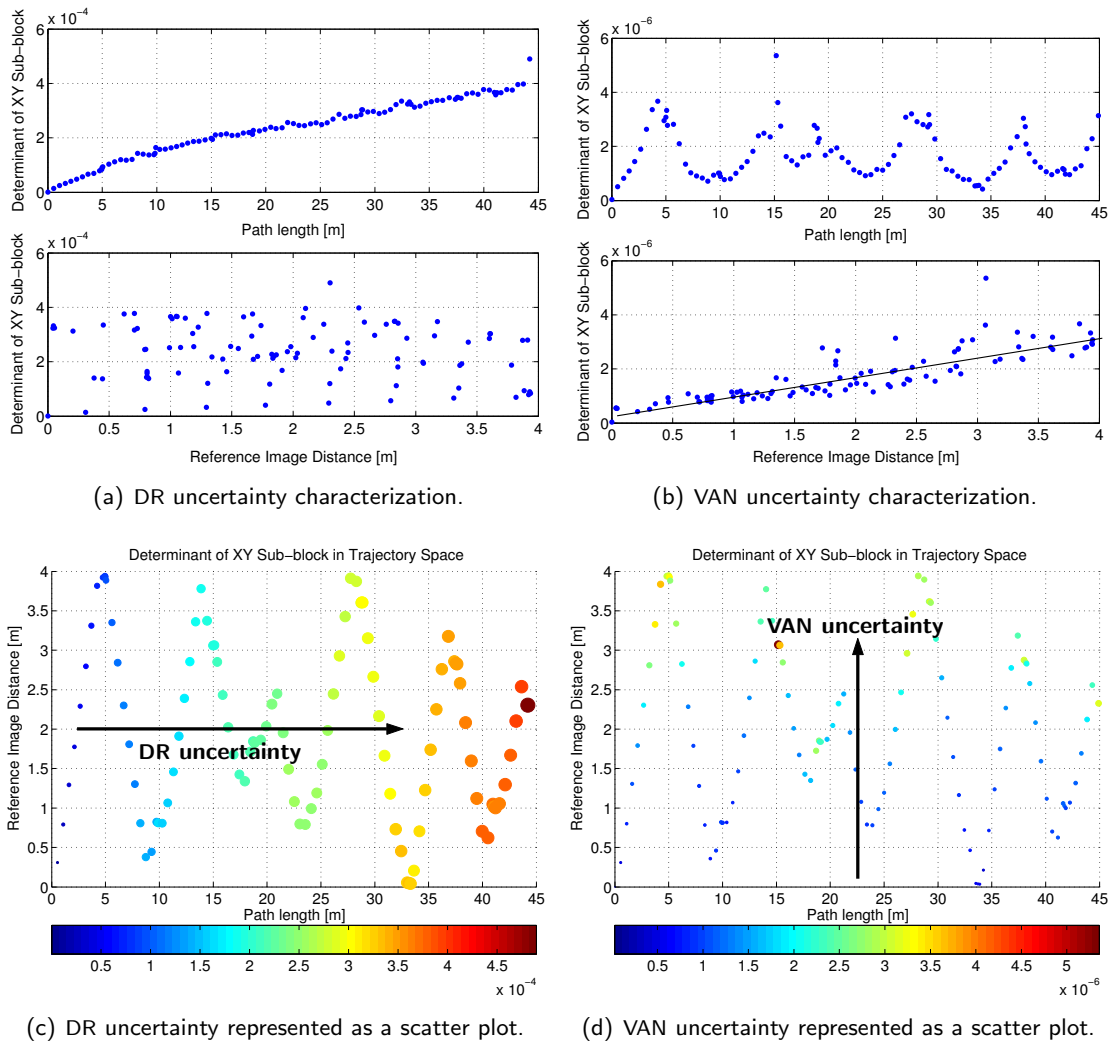 x 10^-4
Determinant of XY Sub-block
6
4
2
0
0 5 10 15 20 25 30 35 40 45
Path length [m]
x 10^-4
Determinant of XY Sub-block
6
4
2
0
0 0.5 1 1.5 2 2.5 3 3.5 4
Reference Image Distance [m]
(a) DR uncertainty characterization.
x 10^-6
Determinant of XY Sub-block
6
4
2
0
0 5 10 15 20 25 30 35 40 45
Path length [m]
x 10^-6
Determinant of XY Sub-block
6
4
2
0
0 0.5 1 1.5 2 2.5 3 3.5 4
Reference Image Distance [m]
(b) VAN uncertainty characterization.
Determinant of XY Sub-block in Trajectory Space
Reference Image Distance [m]
4
3.5
3
2.5
2
1.5
1
0.5
0
DR uncertainty
0 5 10 15 20 25 30 35 40 45
Path length [m]
0.5 1 1.5 2 2.5 3 3.5 4 4.5
x 10^-4
(c) DR uncertainty represented as a scatter plot.
Determinant of XY Sub-block in Trajectory Space
Reference Image Distance [m]
4
3.5
3
2.5
2
1.5
1
0.5
0
VAN uncertainty
0 5 10 15 20 25 30 35 40 45
Path length [m]
0.5 1 1.5 2 2.5 3 3.5 4 4.5 5
x 10^-6
(d) VAN uncertainty represented as a scatter plot.